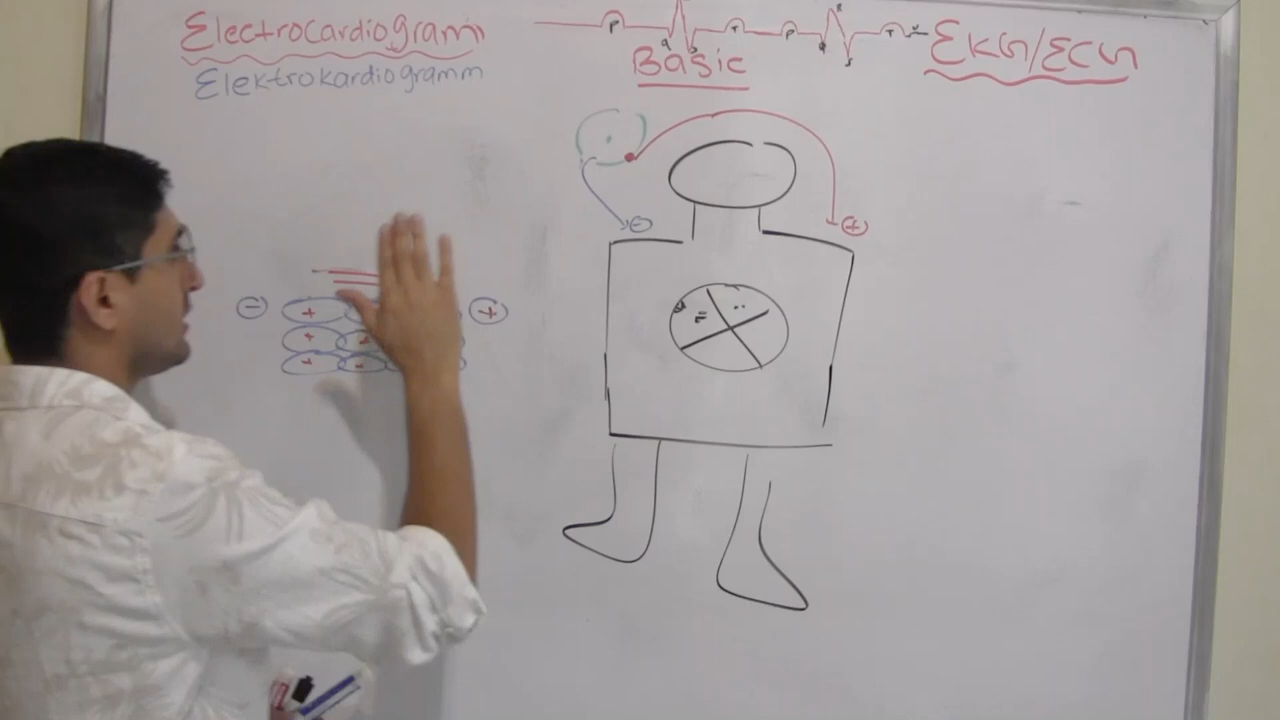 Electrocardiogram
Elektrokardiogramm
P Q S T P Q R S T
Basic
EKG/ECG
- +
- +
+
+ +
+ +